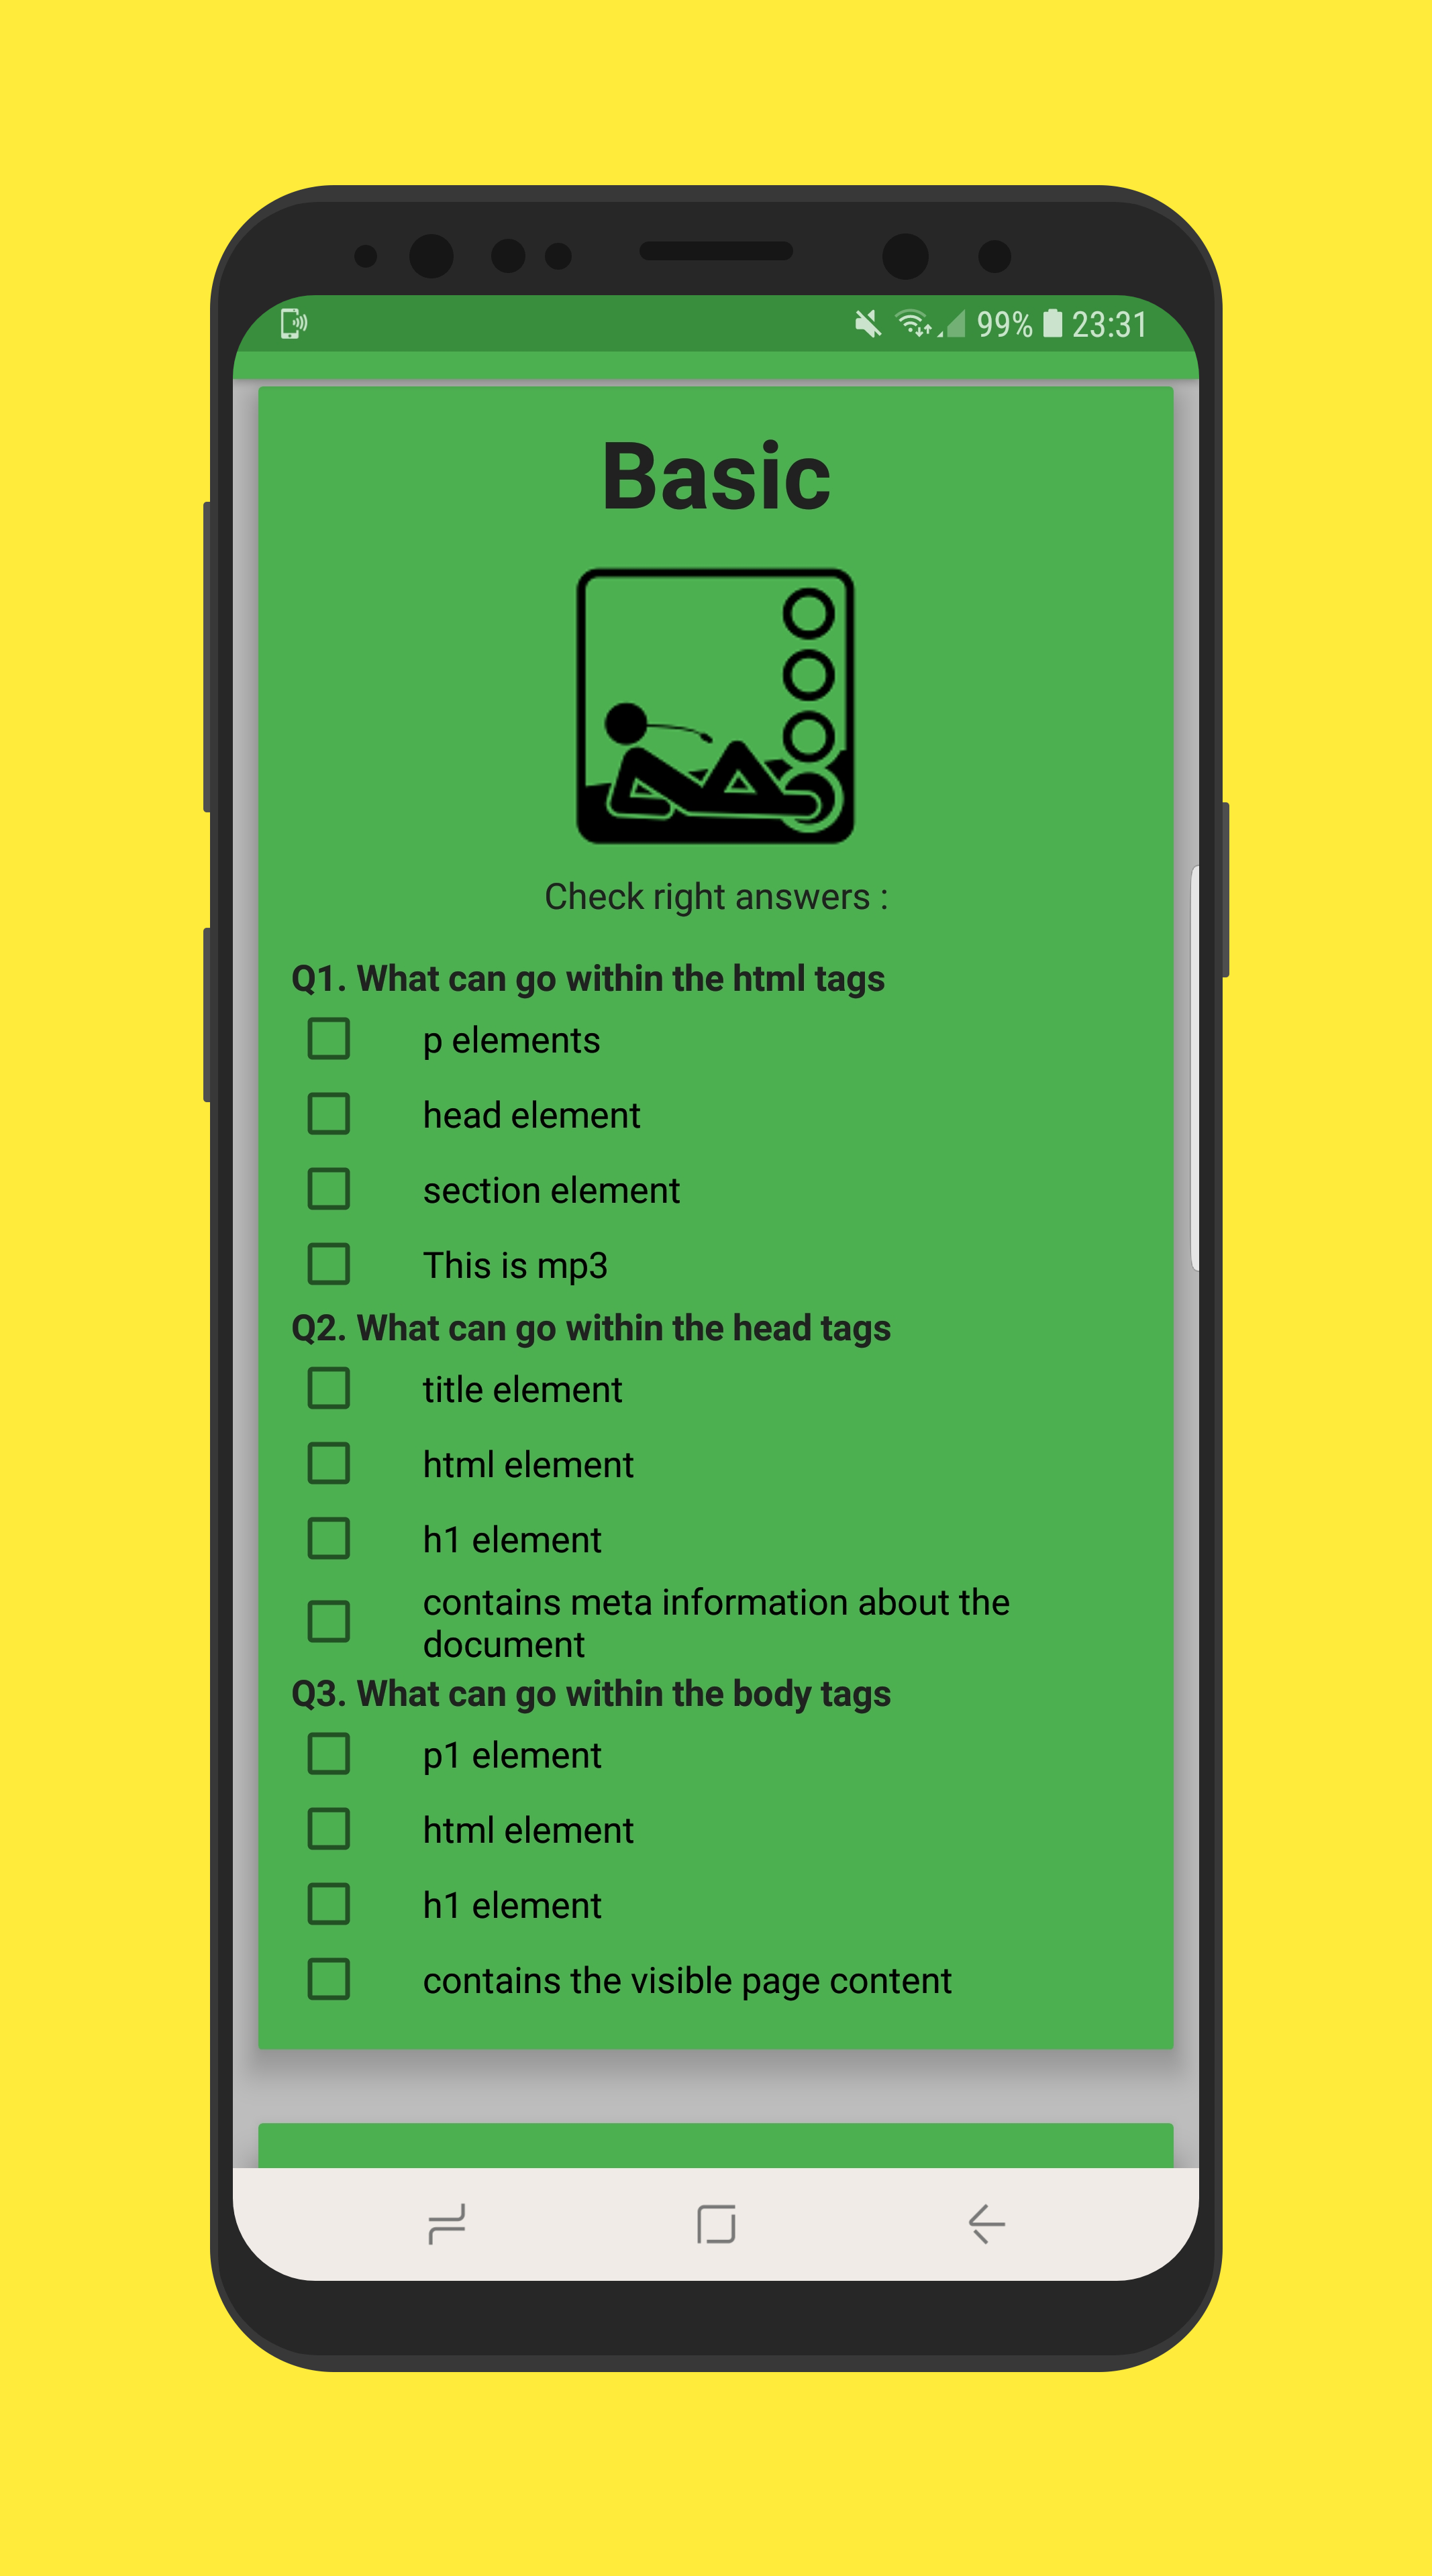 99% 23:31
Basic
Check right answers :
Q1. What can go within the html tags
p elements
head element
section element
This is mp3
Q2. What can go within the head tags
title element
html element
h1 element
contains meta information about the
document
Q3. What can go within the body tags
p1 element
html element
h1 element
contains the visible page content